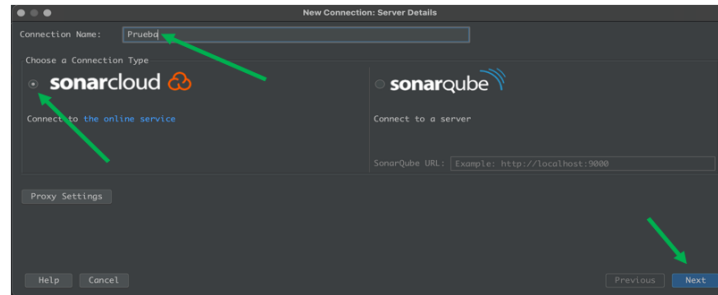 New Connection: Server Details
Connection Name: Prueba
Choose a Connection Type
sonarcloud
sonarqube
Connect to the online service
Connect to a server
SonarQube URL: Example: http://localhost:9000
Proxy Settings
Help Cancel Previous Next